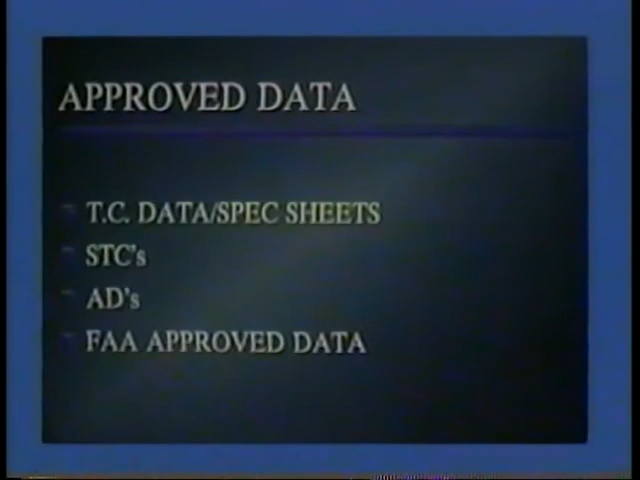 APPROVED DATA
T.C. DATA/SPEC SHEETS
STC's
AD's
FAA APPROVED DATA